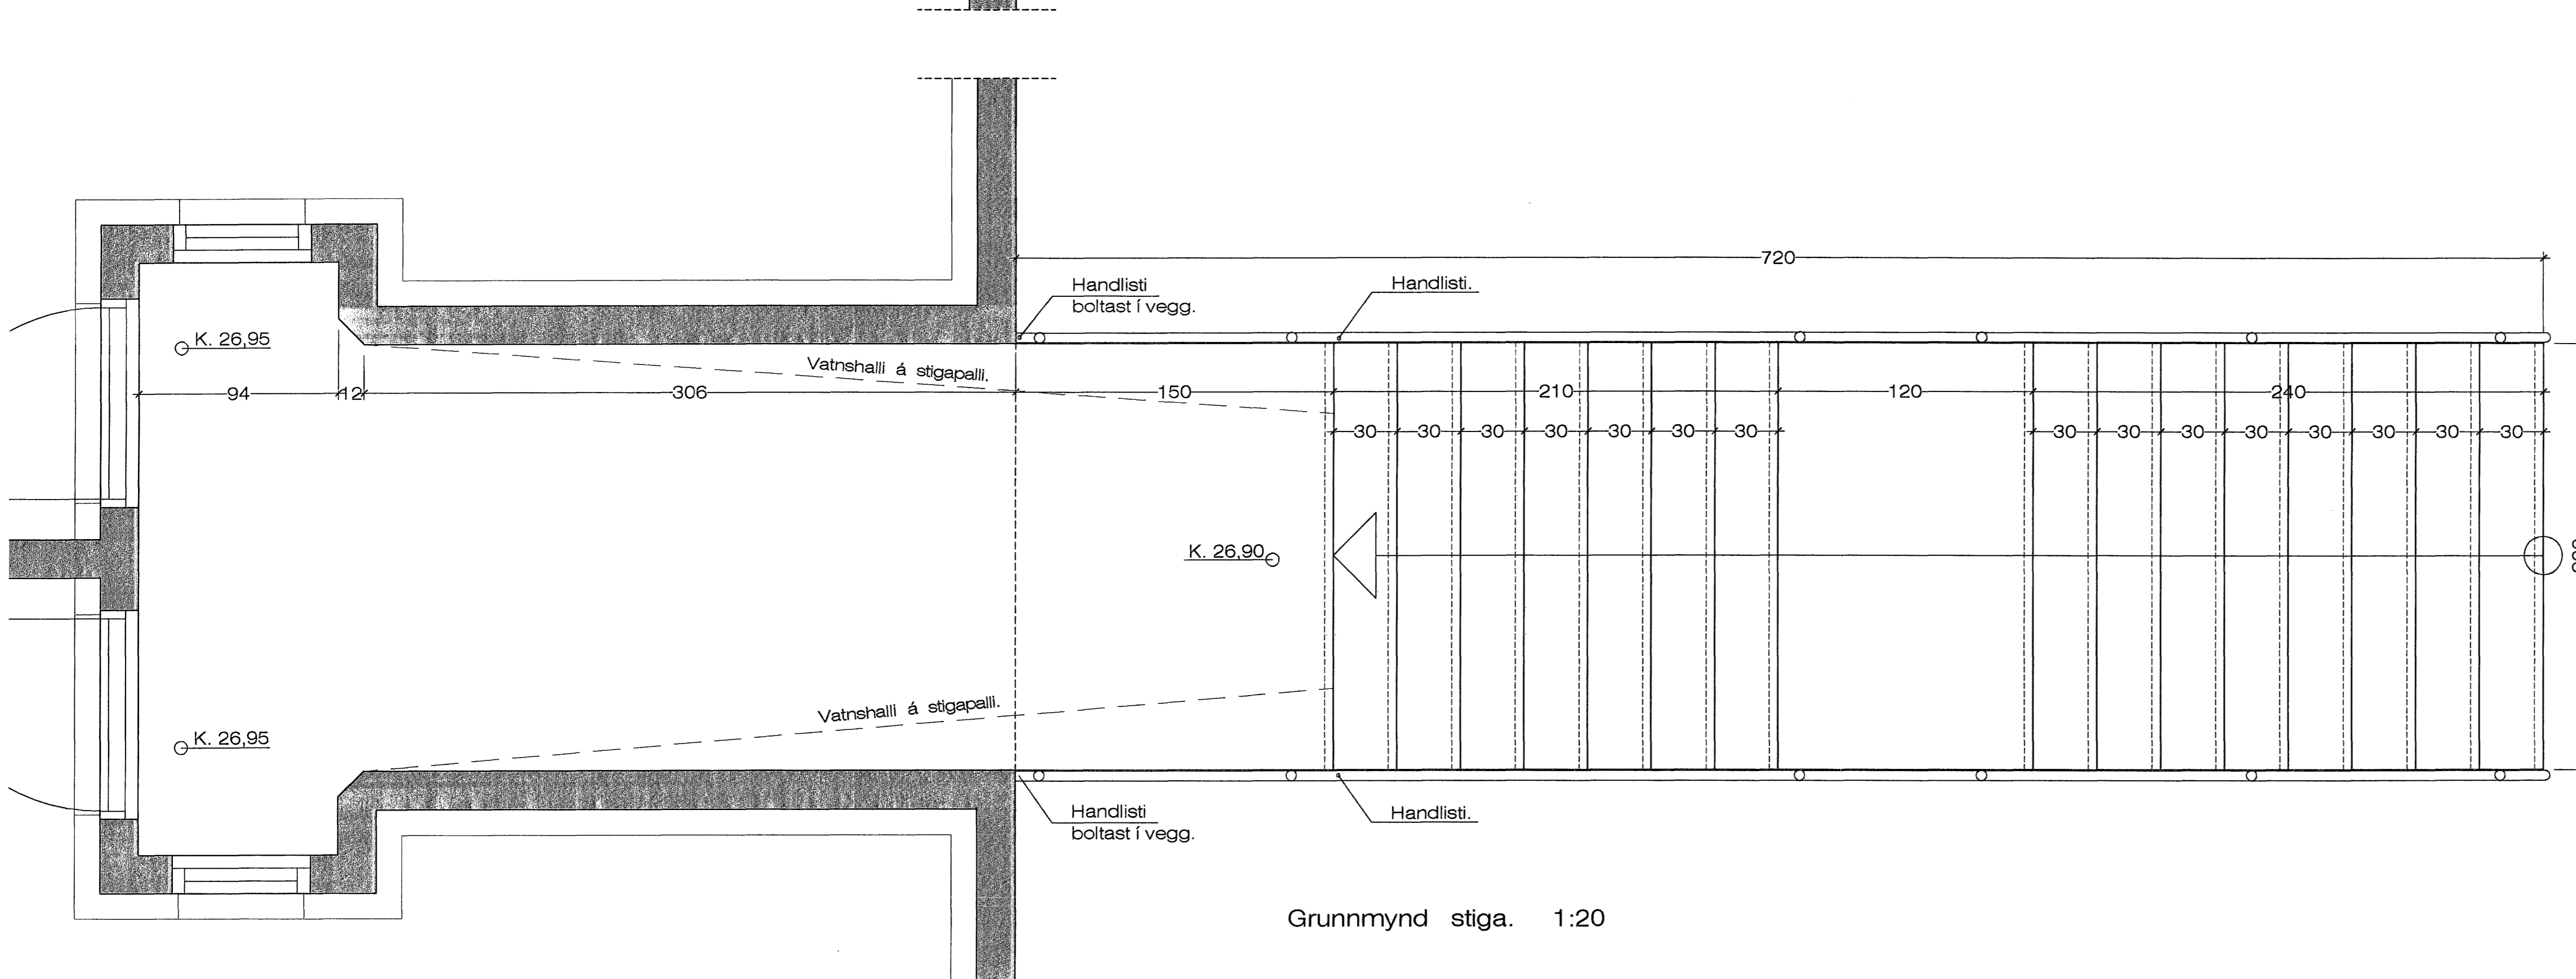 720
Handlisti
boltast í vegg.
Handlisti.
K. 26,95
Vatnshalli á stigapalli.
94 12 306 150 210 120 240
30 30 30 30 30 30 30 30 30 30 30 30 30 30 30
K. 26,90
Vatnshalli á stigapalli.
K. 26,95
Handlisti
boltast í vegg.
Handlisti.
Grunnmynd stiga. 1:20